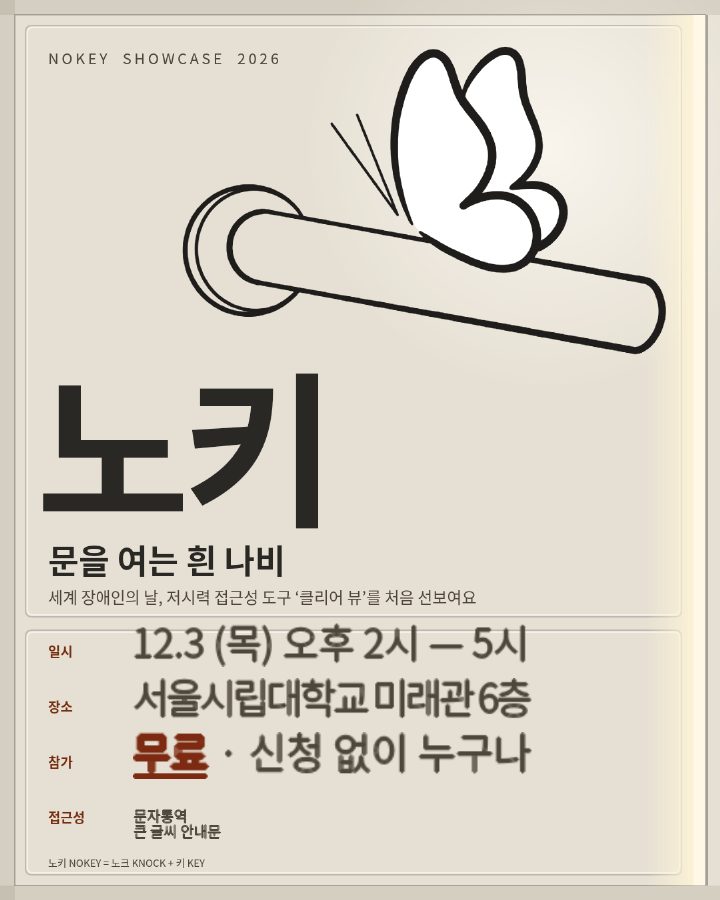 NOKEY SHOWCASE 2026
노키
문을 여는 흰 나비
세계 장애인의 날, 저시력 접근성 도구 ‘클리어 뷰’를 처음 선보여요
일시 12.3 (목) 오후 2시 — 5시
장소 서울시립대학교 미래관 6층
참가 무료 · 신청 없이 누구나
접근성 문자통역
큰 글씨 안내문
노키 NOKEY = 노크 KNOCK + 키 KEY